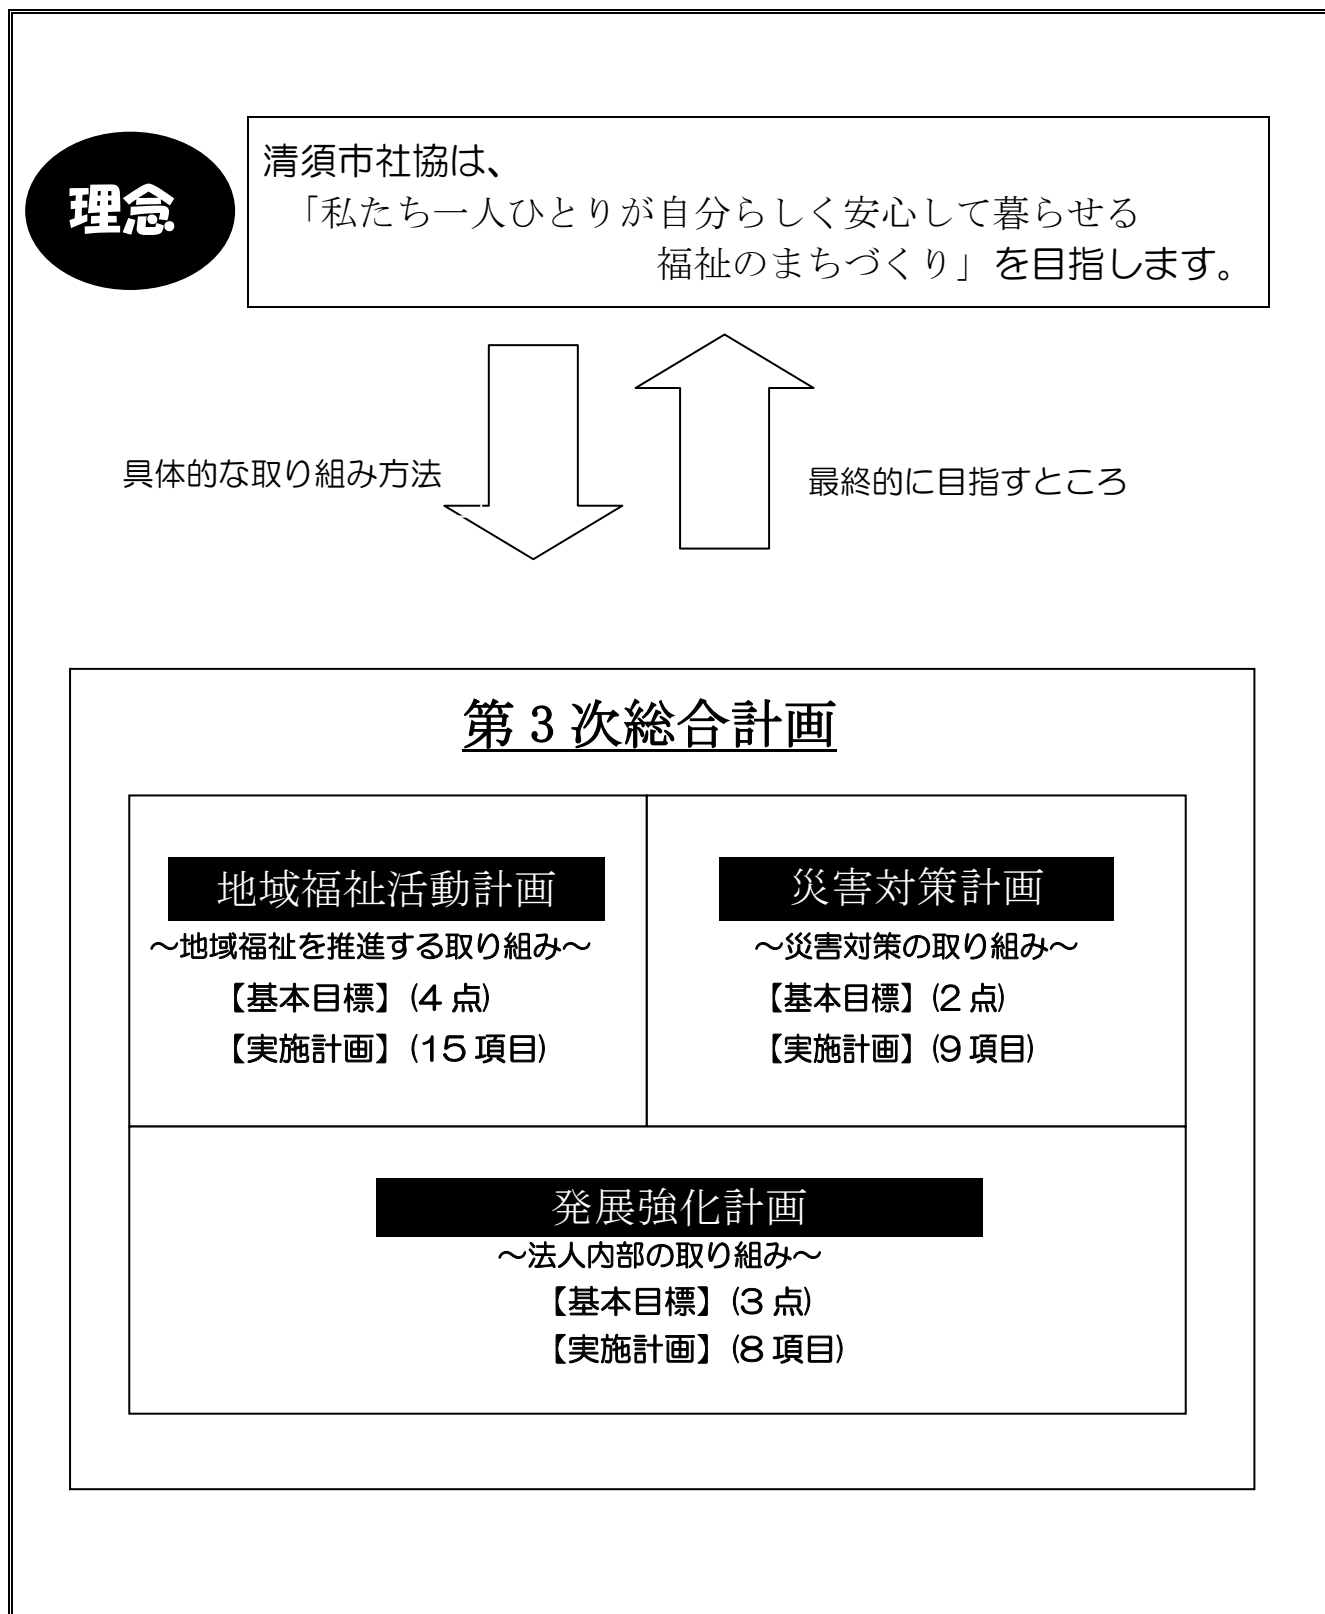 理念
清須市社協は、
「私たち一人ひとりが自分らしく安心して暮らせる
福祉のまちづくり」を目指します。
具体的な取り組み方法
最終的に目指すところ
第3次総合計画
地域福祉活動計画
～地域福祉を推進する取り組み～
【基本目標】(4点)
【実施計画】(15項目)
災害対策計画
～災害対策の取り組み～
【基本目標】(2点)
【実施計画】(9項目)
発展強化計画
～法人内部の取り組み～
【基本目標】(3点)
【実施計画】(8項目)